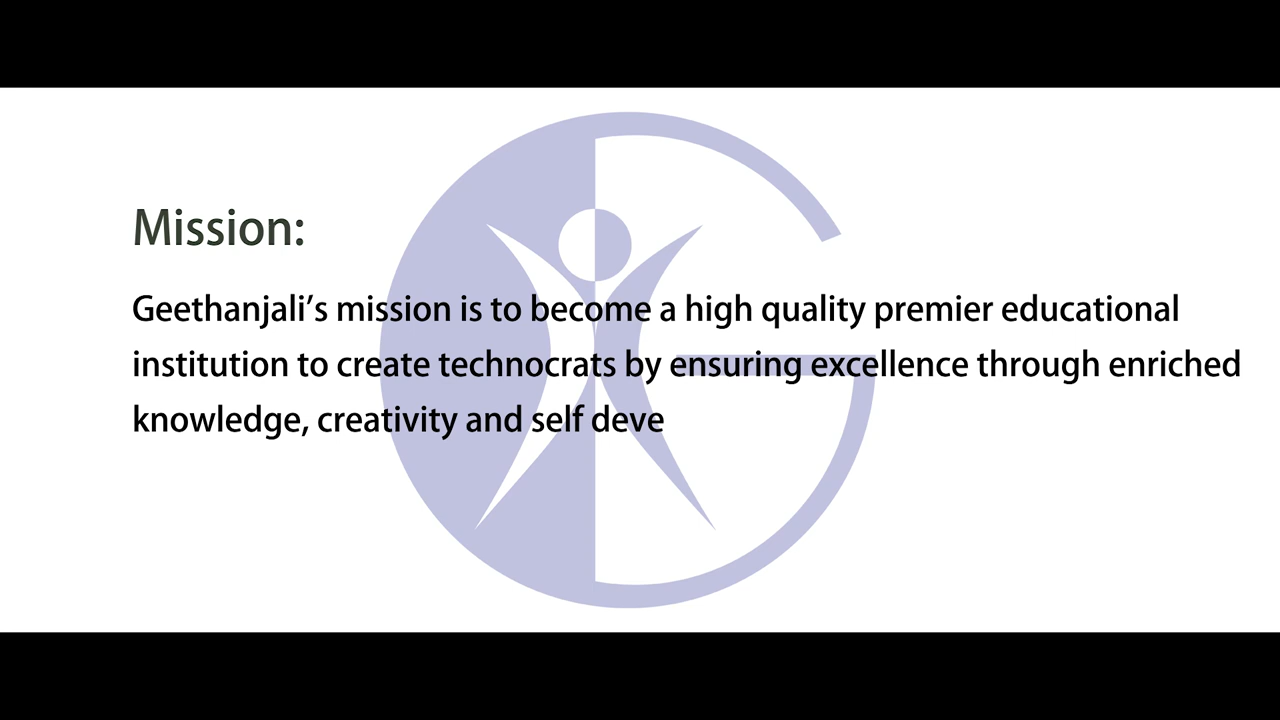 Mission:
Geethanjali’s mission is to become a high quality premier educational
institution to create technocrats by ensuring excellence through enriched
knowledge, creativity and self deve